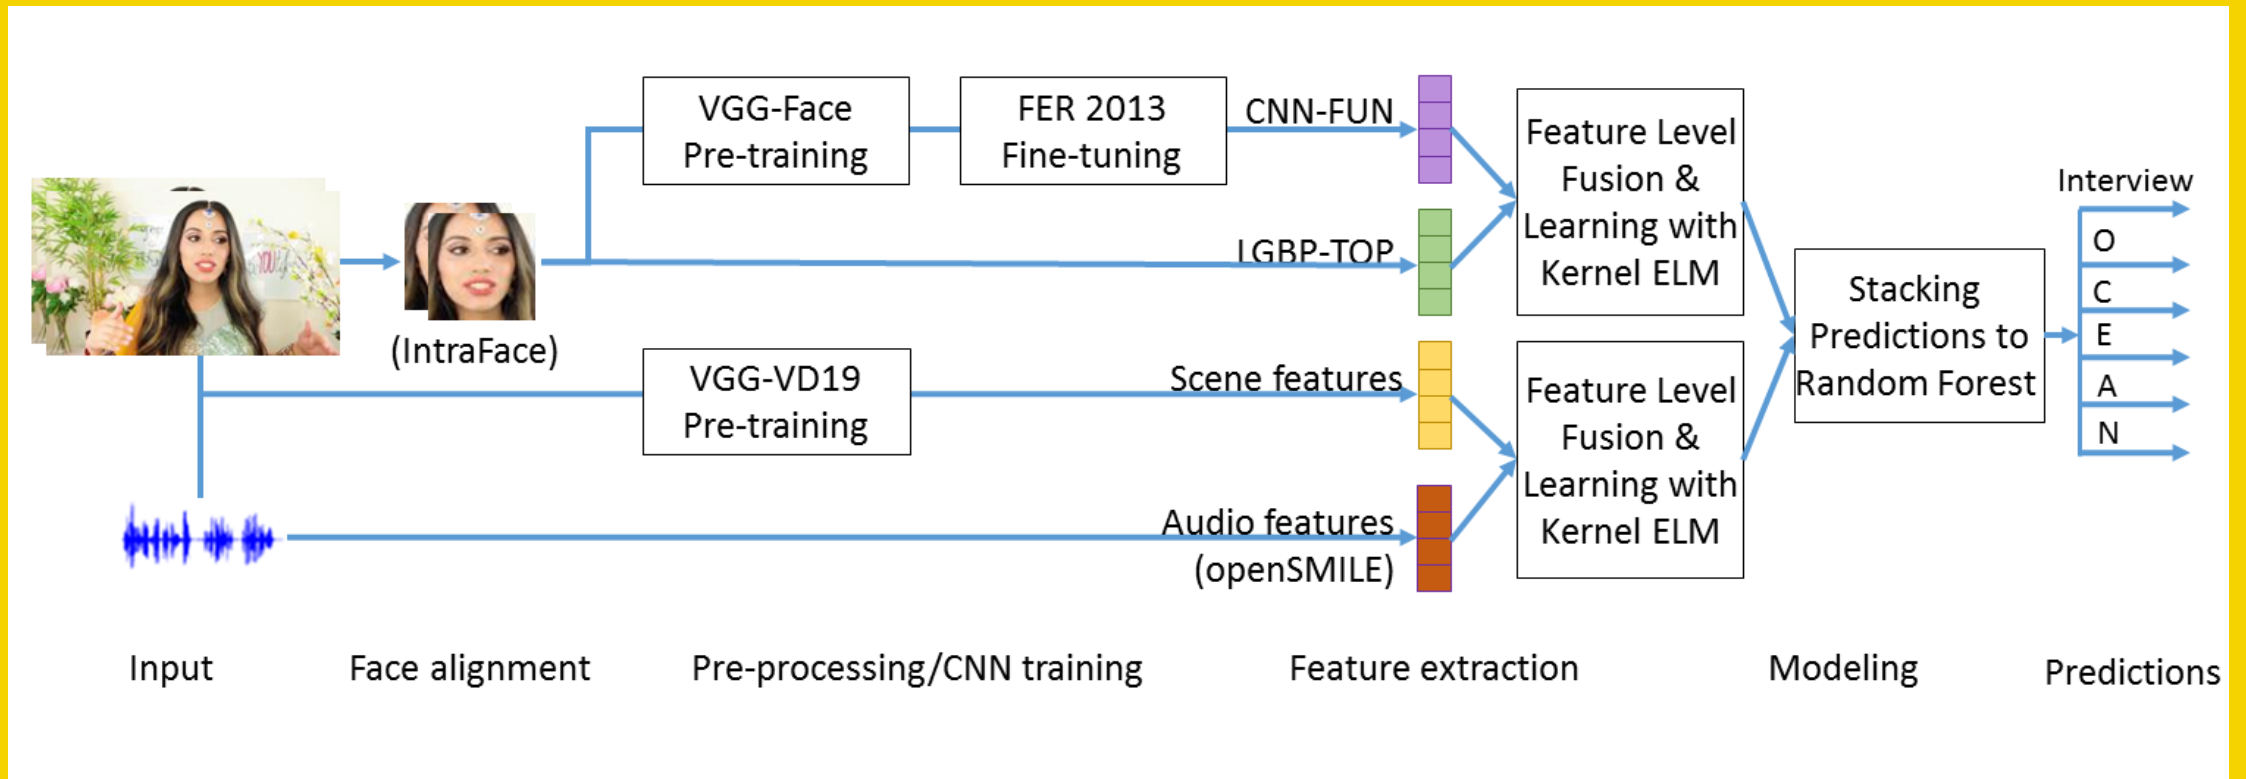 VGG-Face
Pre-training
FER 2013
Fine-tuning
CNN-FUN
LGBP-TOP
(IntraFace)
VGG-VD19
Pre-training
Scene features
Audio features
(openSMILE)
Feature Level
Fusion &
Learning with
Kernel ELM
Feature Level
Fusion &
Learning with
Kernel ELM
Stacking
Predictions to
Random Forest
Interview
O
C
E
A
N
Input
Face alignment
Pre-processing/CNN training
Feature extraction
Modeling
Predictions